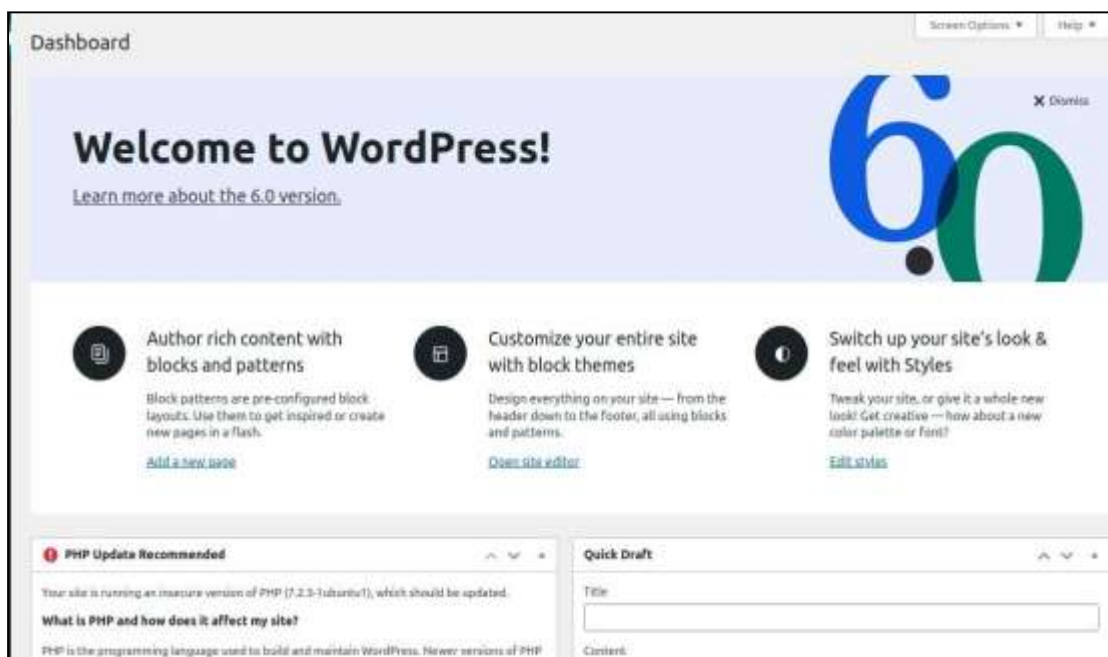 Screen Options ▼ Help ▼
Dashboard
Dismiss
6.0
Welcome to WordPress!
Learn more about the 6.0 version.
Author rich content with
blocks and patterns
Block patterns are pre-configured block
layouts. Use them to get inspired or create
new pages in a flash.
Add a new page
Customize your entire site
with block themes
Design everything on your site — from the
header down to the footer, all using blocks
and patterns.
Open site editor
Switch up your site's look &
feel with Styles
Tweak your site, or give it a whole new
look! Get creative — how about a new
color palette or font?
Edit styles
PHP Update Recommended
Your site is running an insecure version of PHP (7.2.3-1ubuntu1), which should be updated.
What is PHP and how does it affect my site?
PHP is the programming language used to build and maintain WordPress. Newer versions of PHP
Quick Draft
Title
Content